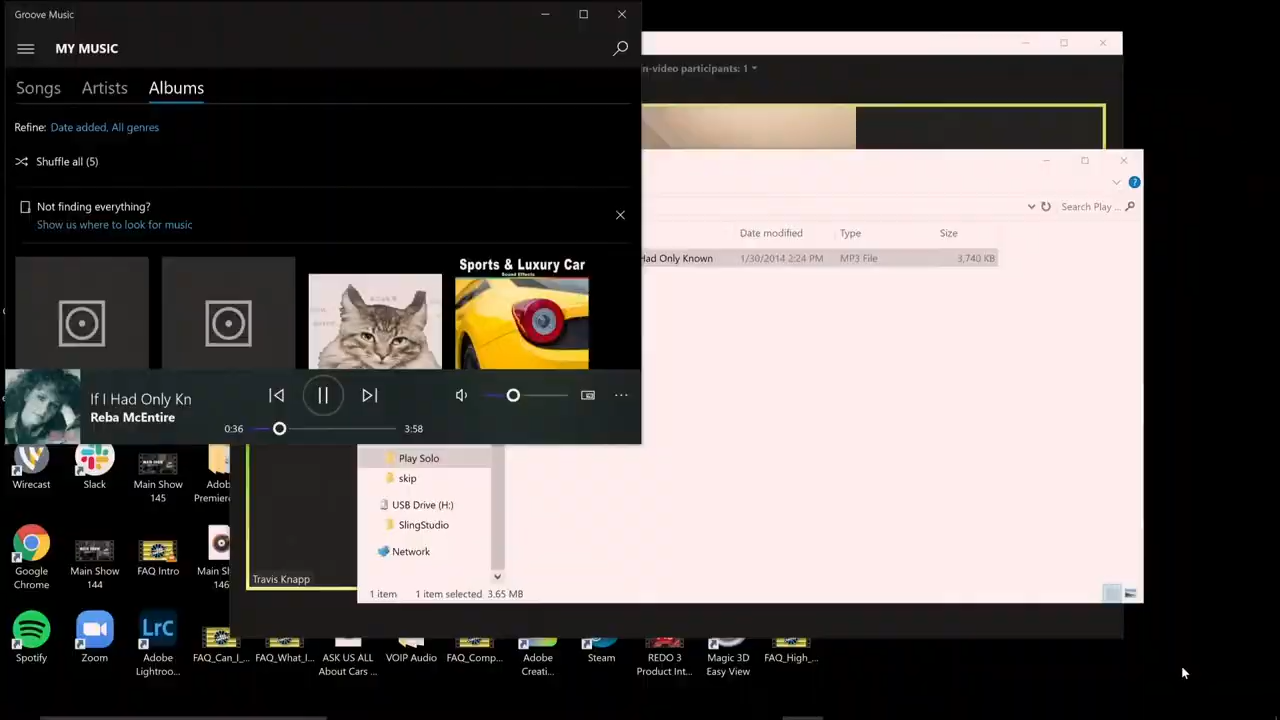 Groove Music
MY MUSIC
n-video participants: 1
Songs Artists Albums
Refine: Date added, All genres
Shuffle all (5)
Not finding everything?
Show us where to look for music
Search Play ...
Date modified Type Size
Had Only Known 1/30/2014 2:24 PM MP3 File 3,740 KB
Sports & Luxury Car
Sound Effects
If I Had Only Kn
Reba McEntire
0:36 3:58
Play Solo
skip
USB Drive (H:)
SlingStudio
Network
1 item 1 item selected 3.65 MB
Travis Knapp
Wirecast
Slack
Main Show
145
Adob
Premier
Google
Chrome
Main Show
144
FAQ Intro
Main S
146
Spotify
Zoom
LrC
Adobe
Lightroo...
FAQ_Can_I_...
FAQ_What_I...
ASK US ALL
About Cars ...
VOIP Audio
FAQ_Comp...
Adobe
Creati...
Steam
REDO 3
Product Int...
Magic 3D
Easy View
FAQ_High_...